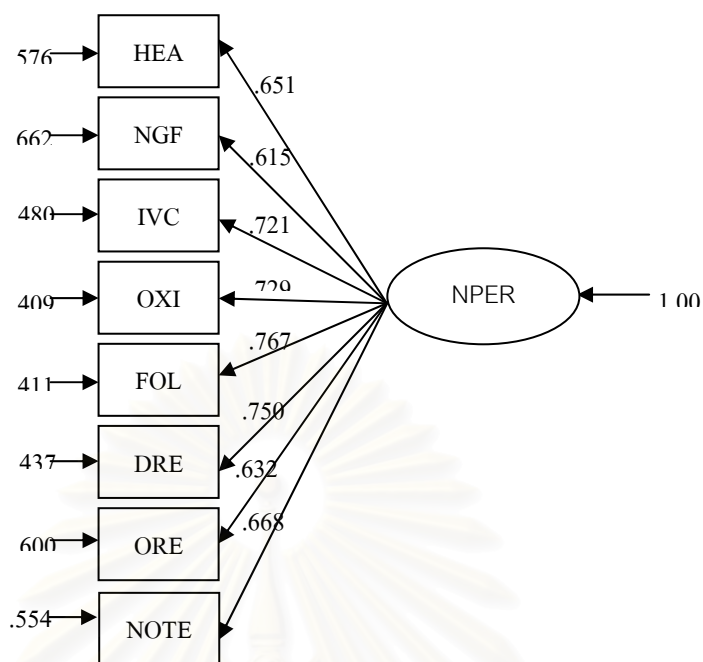 .576
HEA
.651
.662
NGF
.615
.480
IVC
.721
.409
OXI
.729
NPER
1.00
.411
FOL
.767
.437
DRE
.750
.600
ORE
.632
.554
NOTE
.668